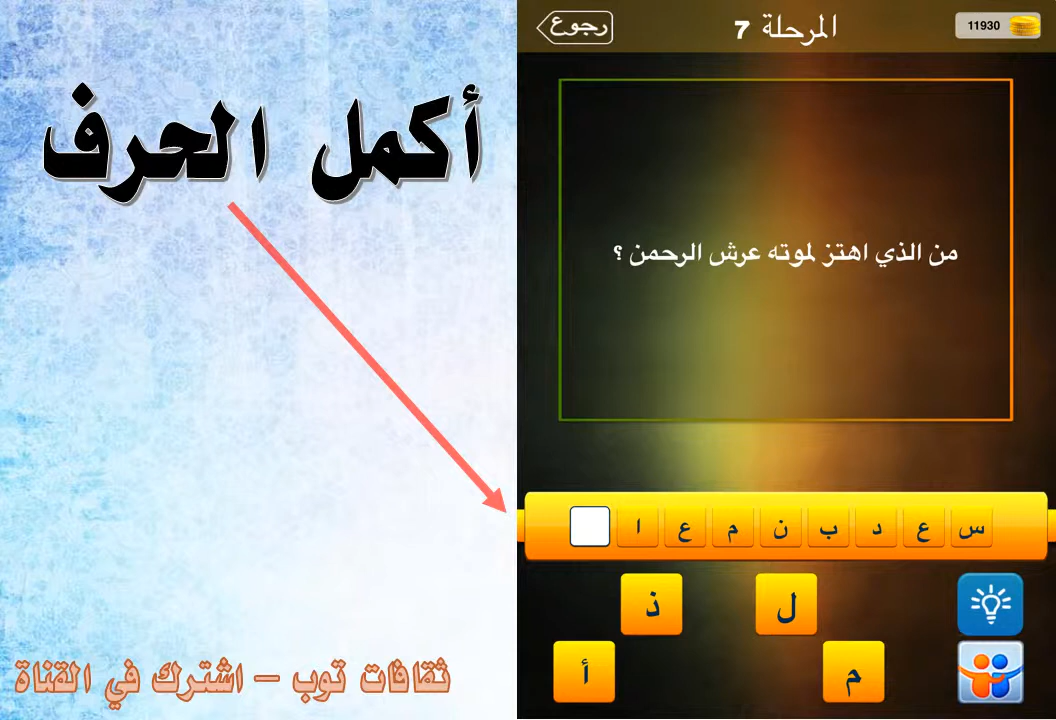 أكمل الحرف
ثقافات توب – اشترك في القناة
رجوع
المرحلة 7
11930
من الذي اهتز لموته عرش الرحمن ؟
س ع د ب ن م ع ا
ل ذ
م أ